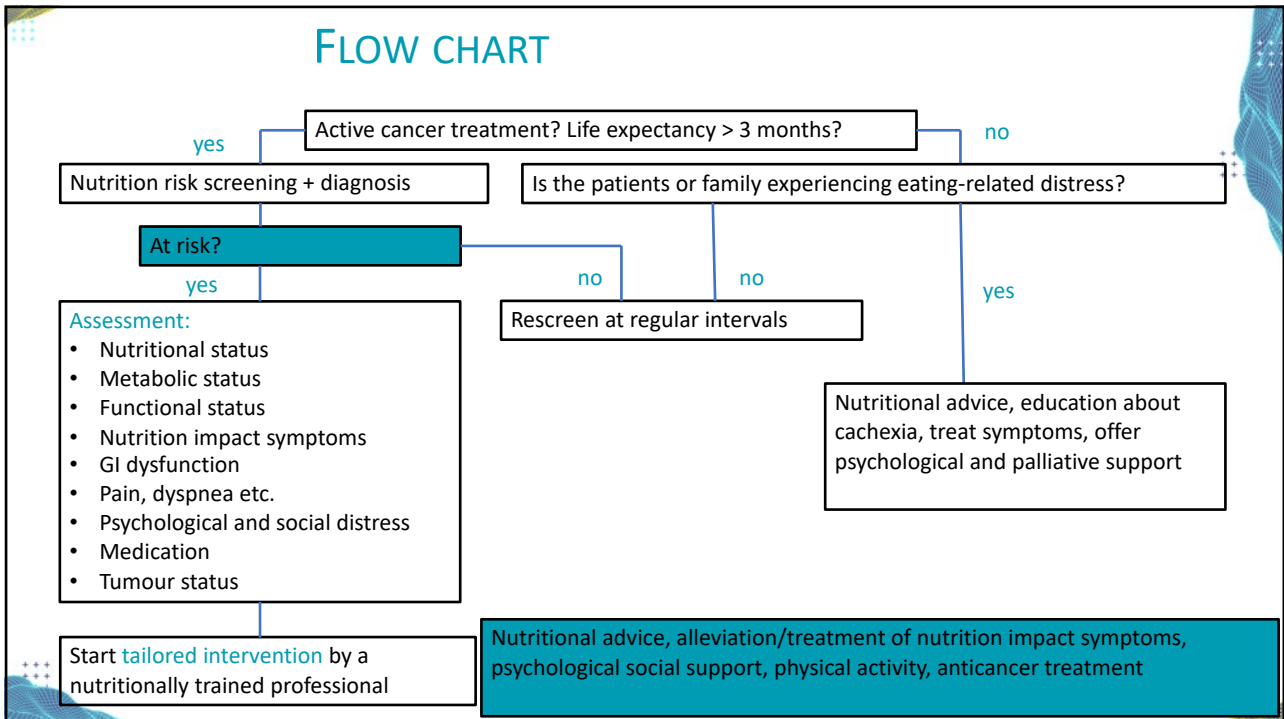 FLOW CHART
Active cancer treatment? Life expectancy > 3 months?
yes
no
Nutrition risk screening + diagnosis
Is the patients or family experiencing eating-related distress?
At risk?
yes
no
no
yes
Assessment:
• Nutritional status
• Metabolic status
• Functional status
• Nutrition impact symptoms
• GI dysfunction
• Pain, dyspnea etc.
• Psychological and social distress
• Medication
• Tumour status
Rescreen at regular intervals
Nutritional advice, education about
cachexia, treat symptoms, offer
psychological and palliative support
Start tailored intervention by a
nutritionally trained professional
Nutritional advice, alleviation/treatment of nutrition impact symptoms,
psychological social support, physical activity, anticancer treatment